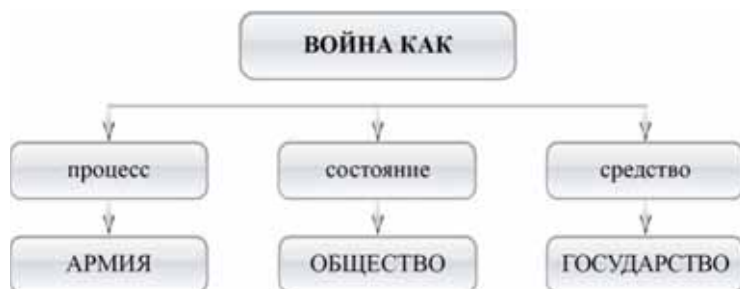 ВОЙНА КАК
процесс
состояние
средство
АРМИЯ
ОБЩЕСТВО
ГОСУДАРСТВО